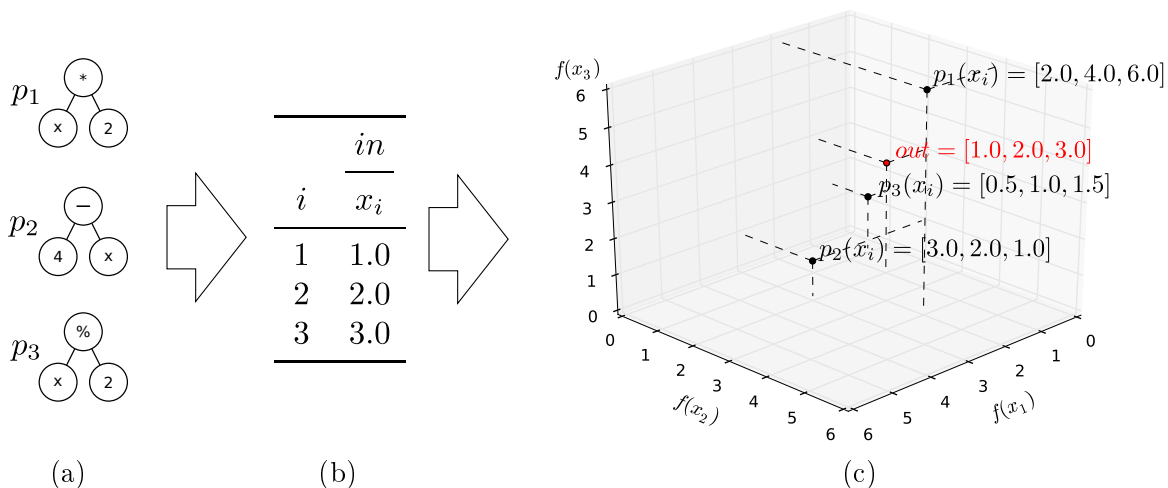 p₁
*
x 2
p₂
−
4 x
p₃
%
x 2
(a)
in
i xᵢ
1 1.0
2 2.0
3 3.0
(b)
f(x₃)
6
5
4
3
2
1
0
0 1 2 3 4 5 6
f(x₂)
6 5 4 3 2 1 0
f(x₁)
p₁(xᵢ) = [2.0, 4.0, 6.0]
out = [1.0, 2.0, 3.0]
p₃(xᵢ) = [0.5, 1.0, 1.5]
p₂(xᵢ) = [3.0, 2.0, 1.0]
(c)